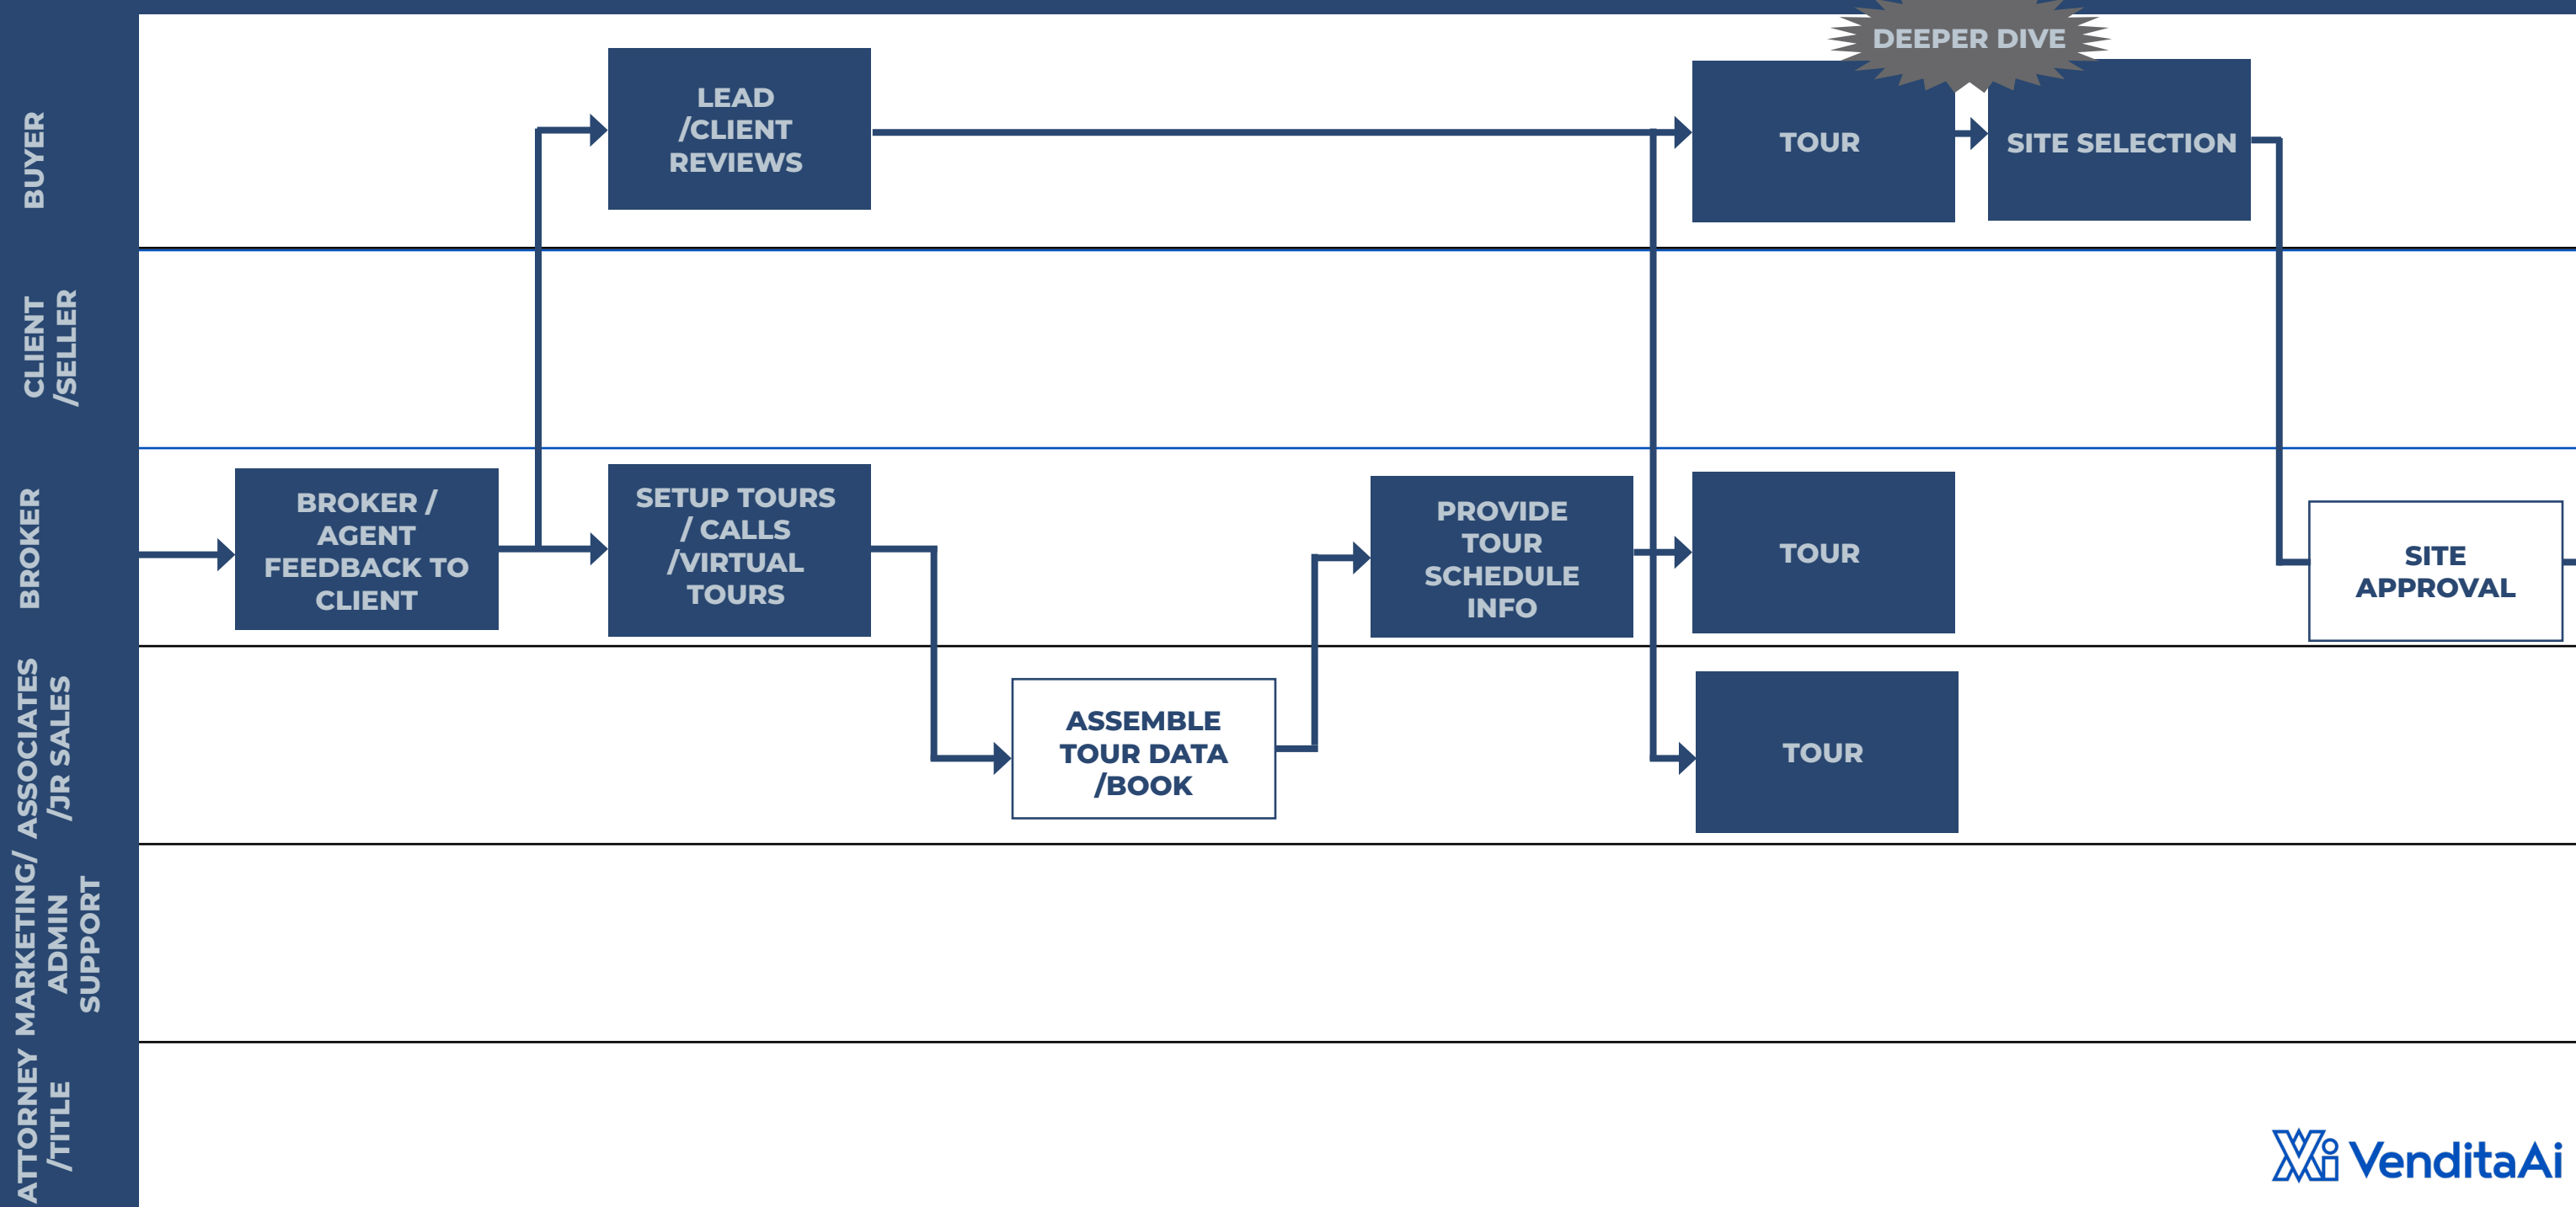 DEEPER DIVE
BUYER
LEAD
/CLIENT
REVIEWS
TOUR
SITE SELECTION
CLIENT
/SELLER
BROKER
BROKER /
AGENT
FEEDBACK TO
CLIENT
SETUP TOURS
/ CALLS
/VIRTUAL
TOURS
PROVIDE
TOUR
SCHEDULE
INFO
TOUR
SITE
APPROVAL
ASSOCIATES
/JR SALES
ASSEMBLE
TOUR DATA
/BOOK
TOUR
MARKETING/
ADMIN
SUPPORT
ATTORNEY
/TITLE
VenditaAi